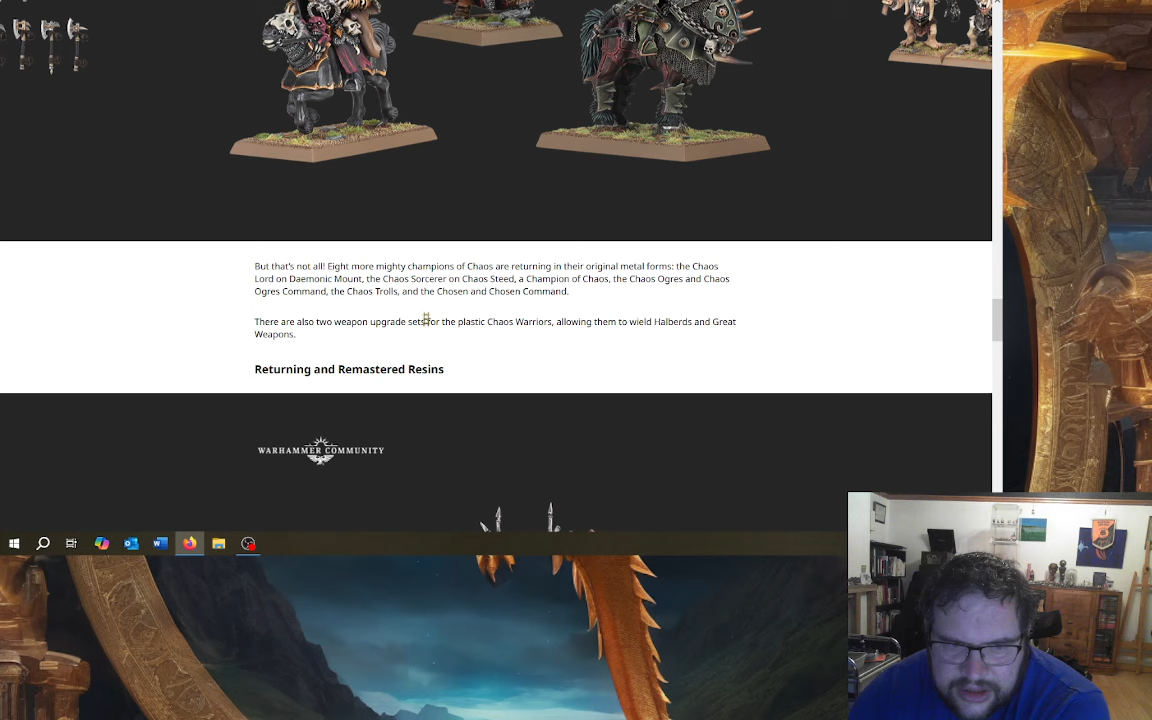 But that's not all! Eight more mighty champions of Chaos are returning in their original metal forms: the Chaos
Lord on Daemonic Mount, the Chaos Sorcerer on Chaos Steed, a Champion of Chaos, the Chaos Ogres and Chaos
Ogres Command, the Chaos Trolls, and the Chosen and Chosen Command.
There are also two weapon upgrade sets for the plastic Chaos Warriors, allowing them to wield Halberds and Great
Weapons.
Returning and Remastered Resins
WARHAMMER COMMUNITY